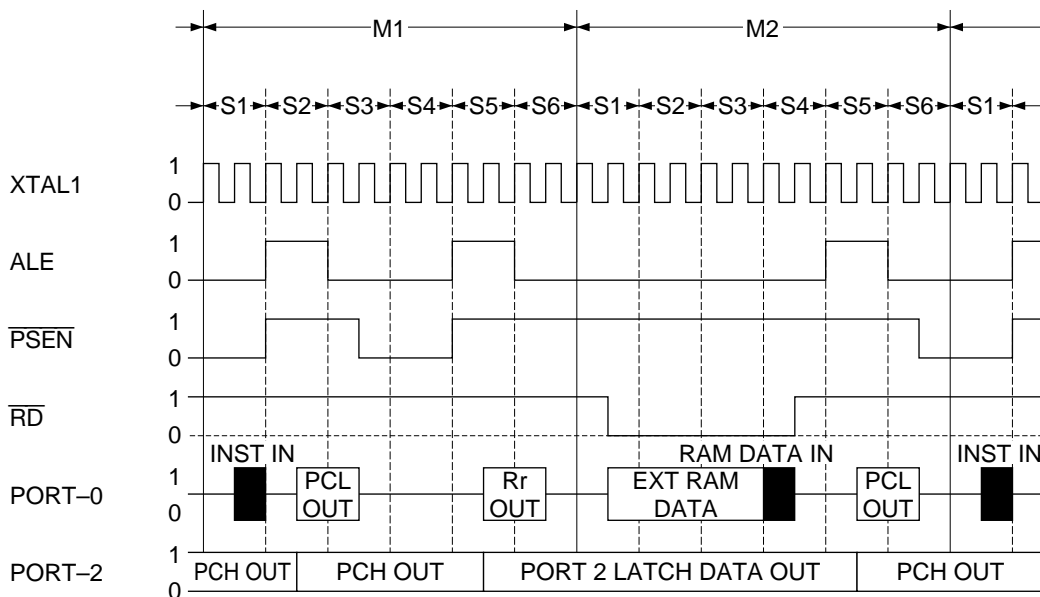 M1 M2
S1 S2 S3 S4 S5 S6 S1 S2 S3 S4 S5 S6 S1
XTAL1 1
0
ALE 1
0
PSEN 1
0
RD 1
0
INST IN RAM DATA IN INST IN
PORT–0 1 PCL OUT Rr OUT EXT RAM DATA PCL OUT
0
PORT–2 1 PCH OUT PCH OUT PORT 2 LATCH DATA OUT PCH OUT
0